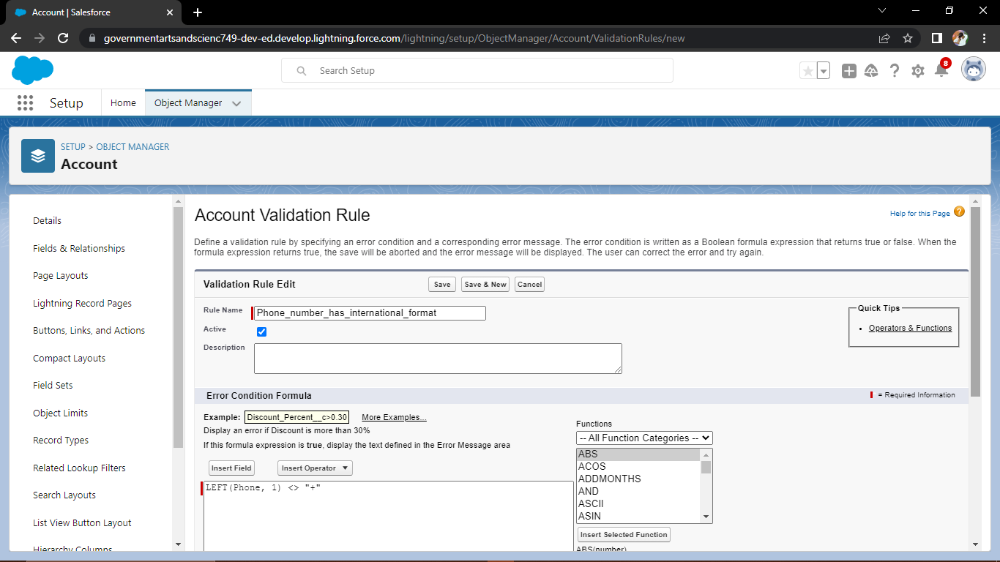 Account | Salesforce
governmentartsandscienc749-dev-ed.develop.lightning.force.com/lightning/setup/ObjectManager/Account/ValidationRules/new
Search Setup
8
Setup
Home
Object Manager
SETUP > OBJECT MANAGER
Account
Details
Fields & Relationships
Page Layouts
Lightning Record Pages
Buttons, Links, and Actions
Compact Layouts
Field Sets
Object Limits
Record Types
Related Lookup Filters
Search Layouts
List View Button Layout
Hierarchy Columns
Account Validation Rule
Help for this Page ?
Define a validation rule by specifying an error condition and a corresponding error message. The error condition is written as a Boolean formula expression that returns true or false. When the
formula expression returns true, the save will be aborted and the error message will be displayed. The user can correct the error and try again.
Validation Rule Edit
Save
Save & New
Cancel
Rule Name
Phone_number_has_international_format
Active
Description
Quick Tips
• Operators & Functions
Error Condition Formula
= Required Information
Example: Discount_Percent__c>0.30 More Examples...
Display an error if Discount is more than 30%
If this formula expression is true, display the text defined in the Error Message area
Insert Field
Insert Operator
LEFT(Phone, 1) <> "+"
Functions
-- All Function Categories --
ABS
ACOS
ADDMONTHS
AND
ASCII
ASIN
Insert Selected Function
ABS(number)